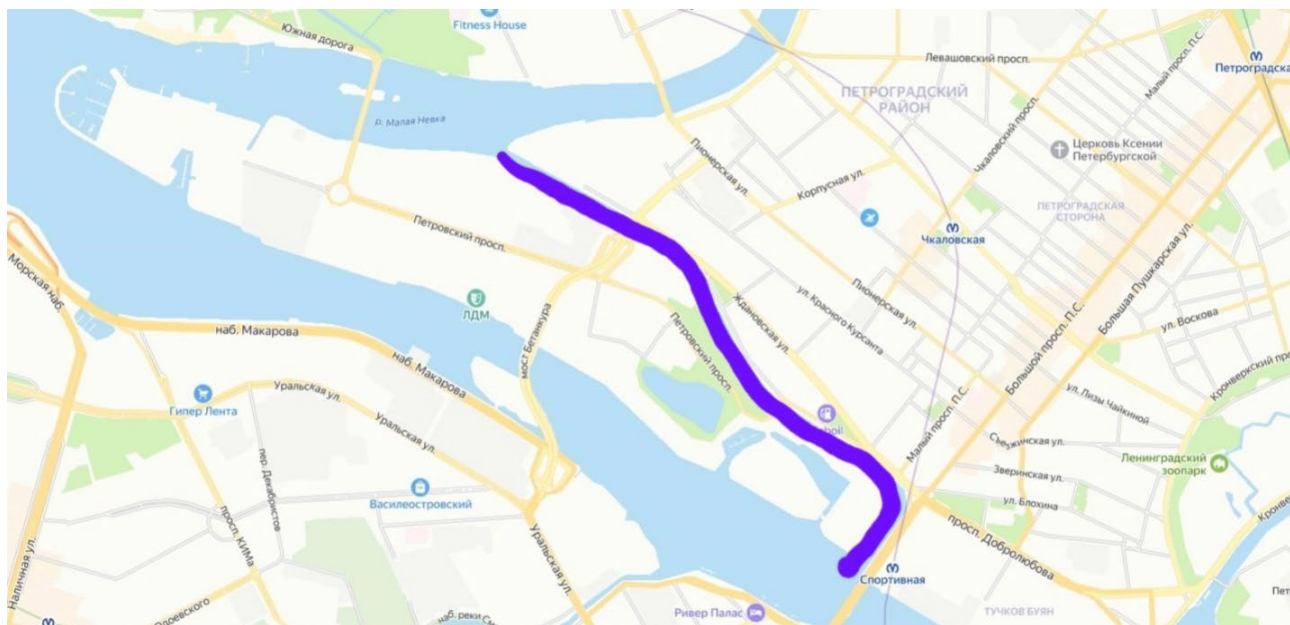 Южная дорога
Fitness House
Левашовский просп.
Малый просп. П.С.
Петроградска
ПЕТРОГРАДСКИЙ
РАЙОН
р. Малая Невка
Чкаловский просп.
Церковь Ксении
Петербургской
Пионерская ул.
Корпусная ул.
ПЕТРОГРАДСКАЯ
СТОРОНА
Чкаловская
Петровский просп.
Большая Пушкарская ул.
Морская наб.
наб. Макарова
ЛДМ
мост Бетанкура
Ждановская ул.
ул. Красного Курсанта
Пионерская ул.
Большой просп. П.С.
ул. Воскова
Петровский просп.
наб. Макарова
Кронверкский про
Гипер Лента
Уральская ул.
Уральская ул.
ул. Лизы Чайкиной
Малый просп. П.С.
Съезжинская ул.
Ленинградский
зоопарк
Зверинская ул.
пер. Декабристов
Василеостровский
ул. Блохина
просп. Добролюбова
Наличная ул.
просп. КИМа
Уральская ул.
Спортивная
Ривер Палас
ТУЧКОВ БУЯН
наб. реки См
Пет